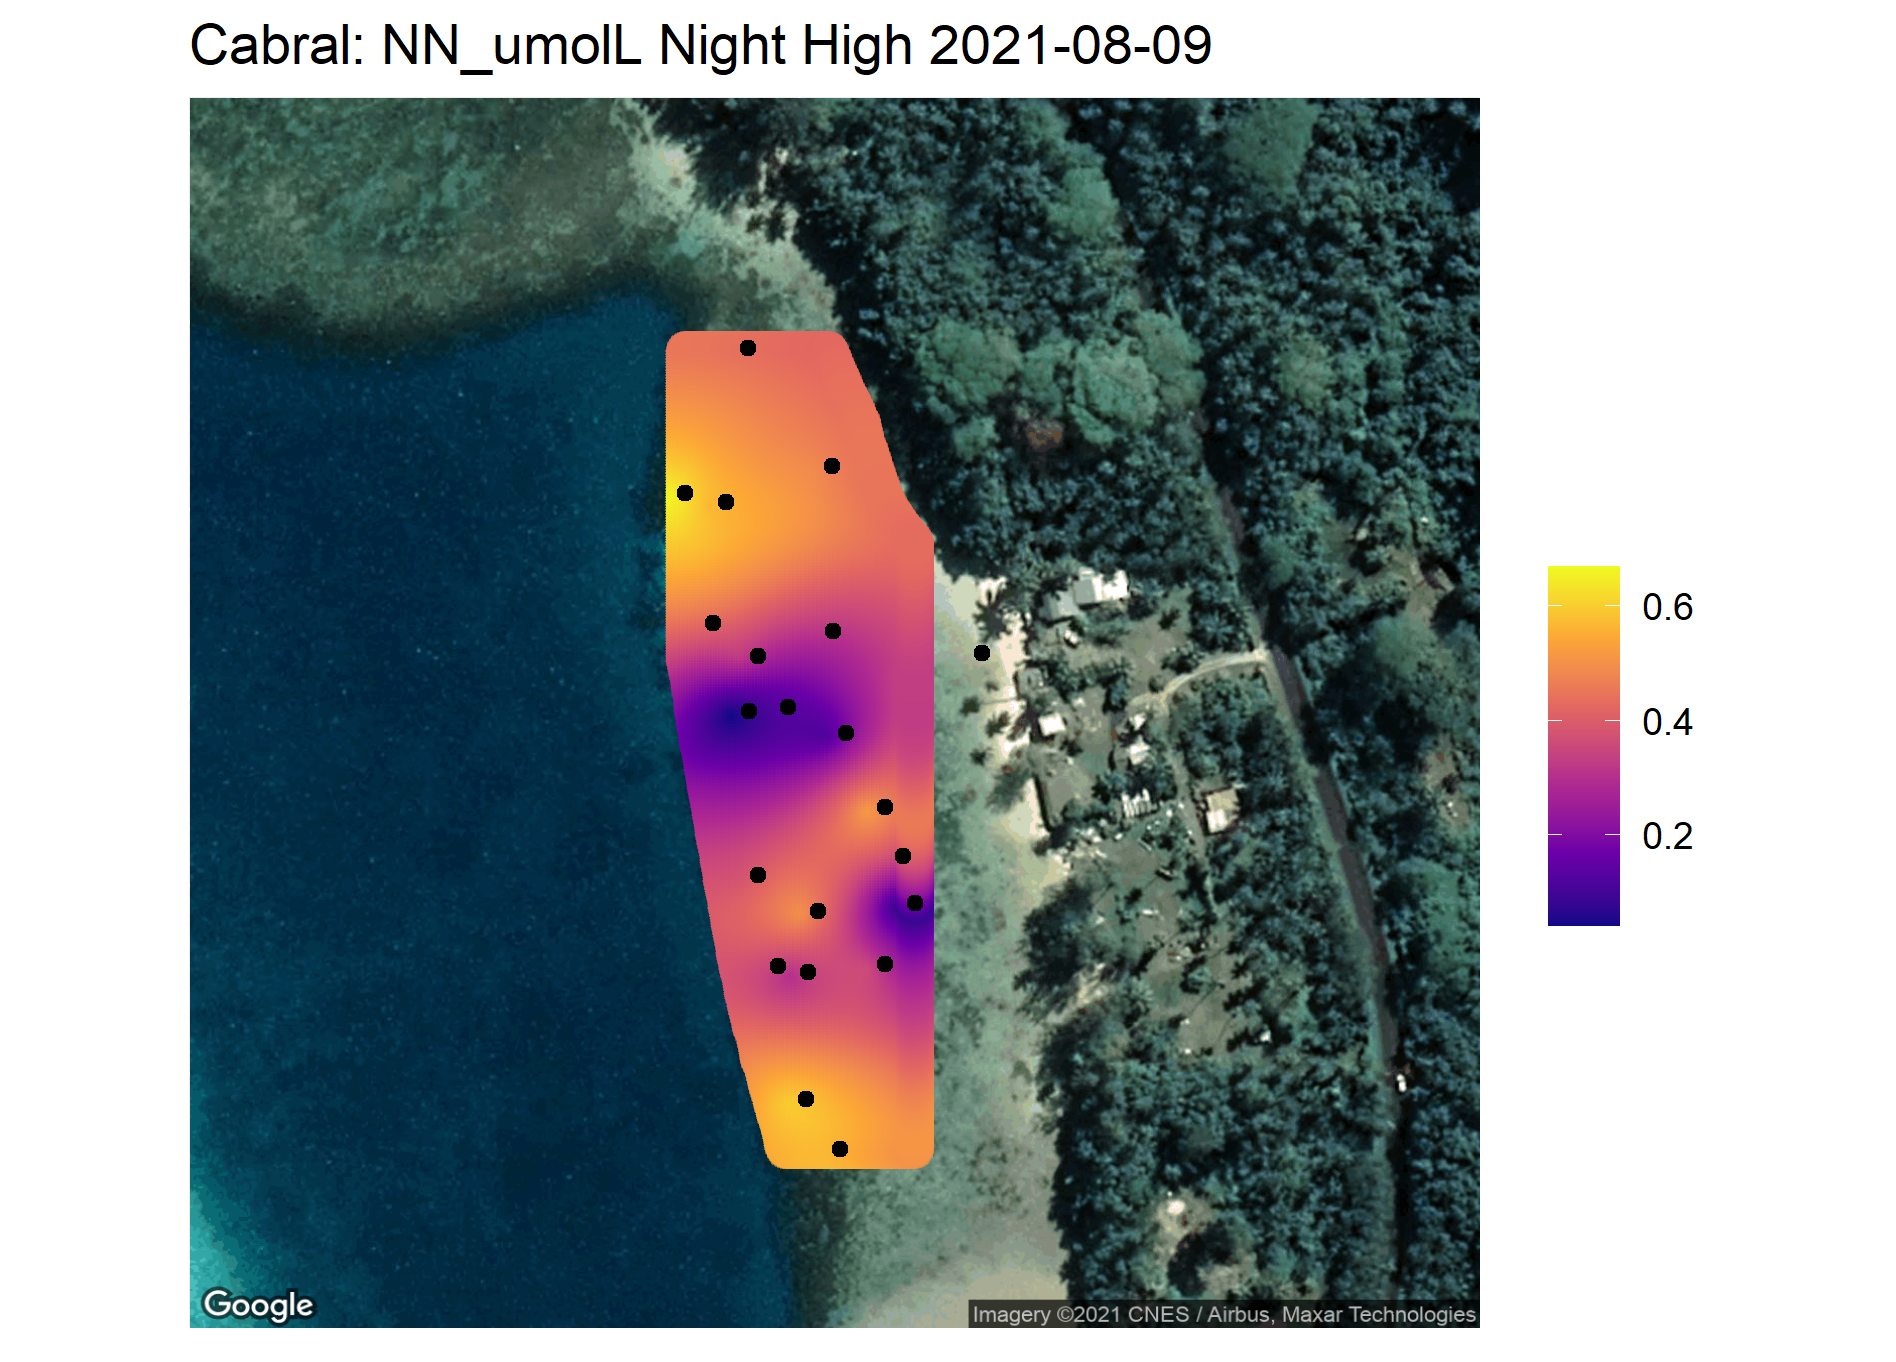 Cabral: NN_umolL Night High 2021-08-09
0.6
0.4
0.2
Google
Imagery ©2021 CNES / Airbus, Maxar Technologies